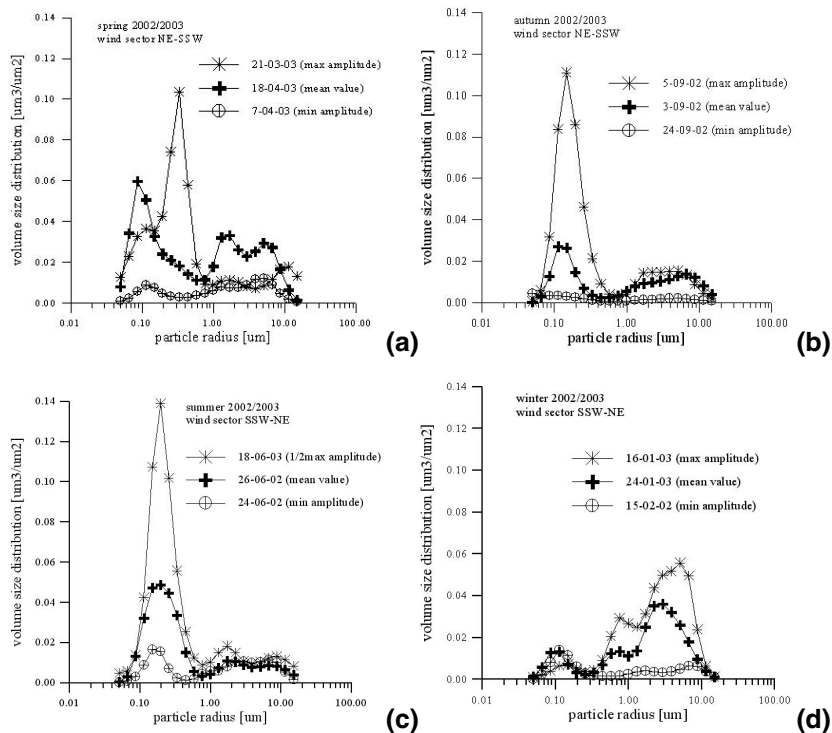 spring 2002/2003
wind sector NE-SSW
21-03-03 (max amplitude)
18-04-03 (mean value)
7-04-03 (min amplitude)
volume size distribution [um3/um2]
0.14
0.12
0.10
0.08
0.06
0.04
0.02
0.00
0.01
0.10
1.00
10.00
100.00
particle radius [um]
(a)
autumn 2002/2003
wind sector NE-SSW
5-09-02 (max amplitude)
3-09-02 (mean value)
24-09-02 (min amplitude)
volume size distribution [um3/um2]
0.14
0.12
0.10
0.08
0.06
0.04
0.02
0.00
0.01
0.10
1.00
10.00
100.00
particle radius [um]
(b)
summer 2002/2003
wind sector SSW-NE
18-06-03 (1/2max amplitude)
26-06-02 (mean value)
24-06-02 (min amplitude)
volume size distribution [um3/um2]
0.14
0.12
0.10
0.08
0.06
0.04
0.02
0.00
0.01
0.10
1.00
10.00
100.00
particle radius [um]
(c)
winter 2002/2003
wind sector SSW-NE
16-01-03 (max amplitude)
24-01-03 (mean value)
15-02-02 (min amplitude)
volume size distribution [um3/um2]
0.14
0.12
0.10
0.08
0.06
0.04
0.02
0.00
0.01
0.10
1.00
10.00
100.00
particle radius [um]
(d)